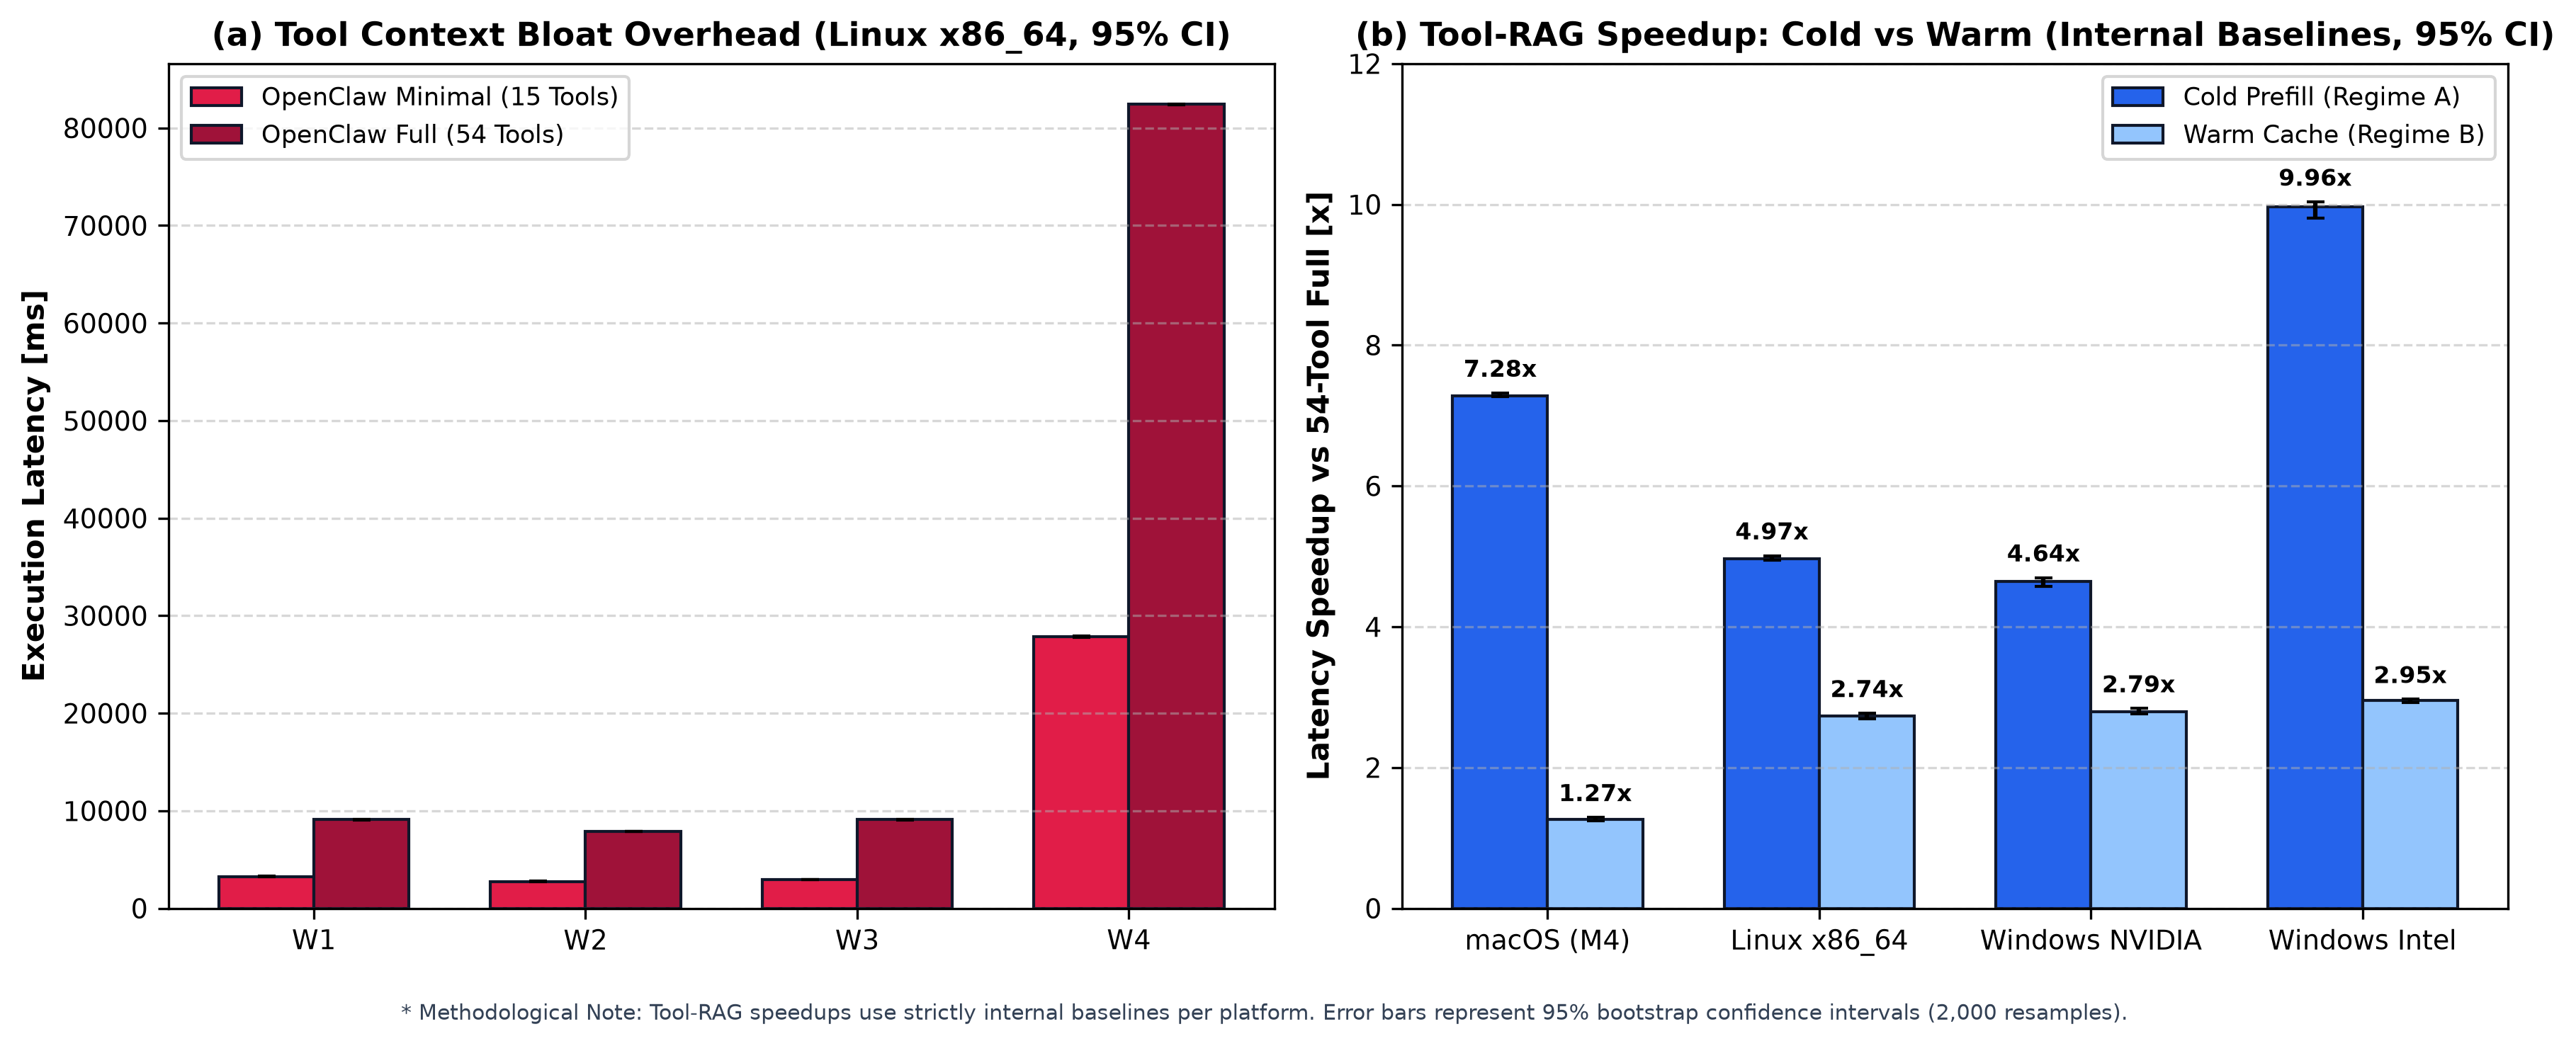 (a) Tool Context Bloat Overhead (Linux x86_64, 95% CI)
OpenClaw Minimal (15 Tools)
OpenClaw Full (54 Tools)
Execution Latency [ms]
80000
70000
60000
50000
40000
30000
20000
10000
0
W1 W2 W3 W4
(b) Tool-RAG Speedup: Cold vs Warm (Internal Baselines, 95% CI)
Cold Prefill (Regime A)
Warm Cache (Regime B)
Latency Speedup vs 54-Tool Full [x]
12
10
8
6
4
2
0
7.28x
1.27x
4.97x
2.74x
4.64x
2.79x
9.96x
2.95x
macOS (M4) Linux x86_64 Windows NVIDIA Windows Intel
* Methodological Note: Tool-RAG speedups use strictly internal baselines per platform. Error bars represent 95% bootstrap confidence intervals (2,000 resamples).